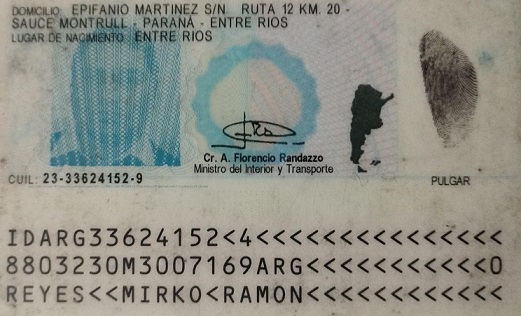 DOMICILIO: EPIFANIO MARTINEZ S/N. RUTA 12 KM. 20 -
SAUCE MONTRULL - PARANÁ - ENTRE RIOS
LUGAR DE NACIMIENTO: ENTRE RIOS
Cr. A. Florencio Randazzo
Ministro del Interior y Transporte
CUIL: 23-33624152-9
PULGAR
IDARG33624152<4<<<<<<<<<<<<<<<
8803230M3007169ARG<<<<<<<<<<<0
REYES<<MIRKO<RAMON<<<<<<<<<<<<